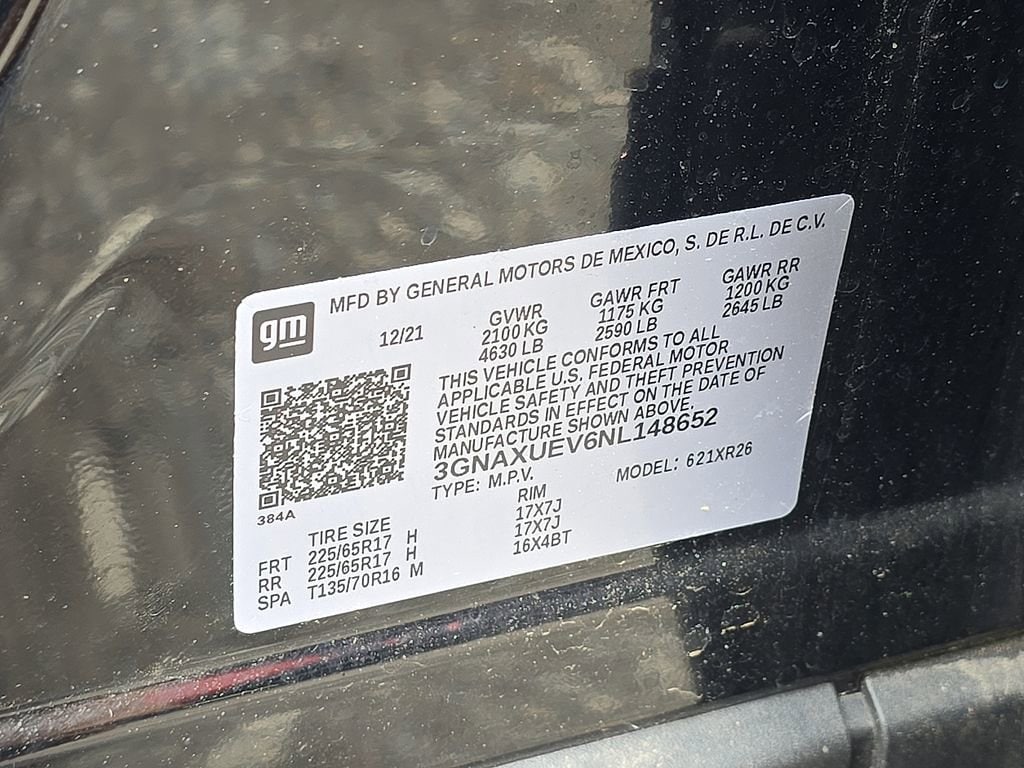 MFD BY GENERAL MOTORS DE MEXICO, S. DE R.L. DE C.V.
gm
12/21
GVWR
2100 KG
4630 LB
GAWR FRT
1175 KG
2590 LB
GAWR RR
1200 KG
2645 LB
THIS VEHICLE CONFORMS TO ALL
APPLICABLE U.S. FEDERAL MOTOR
VEHICLE SAFETY AND THEFT PREVENTION
STANDARDS IN EFFECT ON THE DATE OF
MANUFACTURE SHOWN ABOVE.
3GNAXUEV6NL148652
TYPE: M.P.V. MODEL: 621XR26
384A
TIRE SIZE RIM
FRT 225/65R17 H 17X7J
RR 225/65R17 H 17X7J
SPA T135/70R16 M 16X4BT